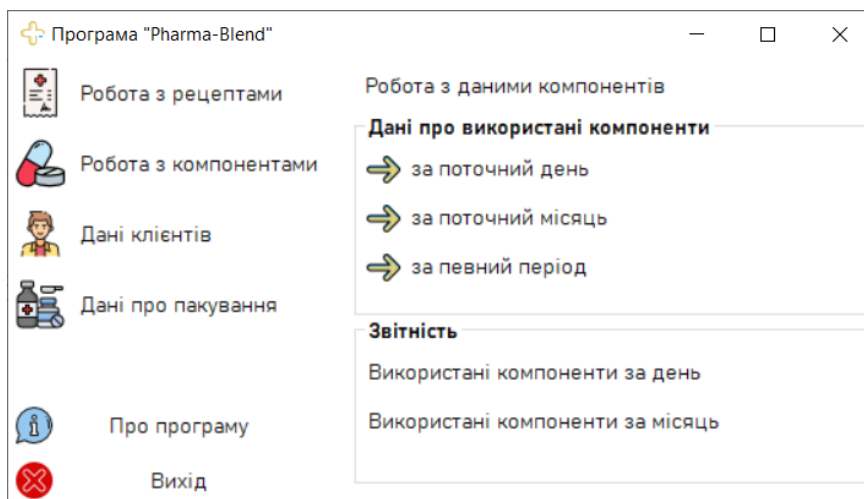 Програма "Pharma-Blend"
Робота з рецептами
Робота з компонентами
Дані клієнтів
Дані про пакування
Про програму
Вихід
Робота з даними компонентів
Дані про використані компоненти
за поточний день
за поточний місяць
за певний період
Звітність
Використані компоненти за день
Використані компоненти за місяць